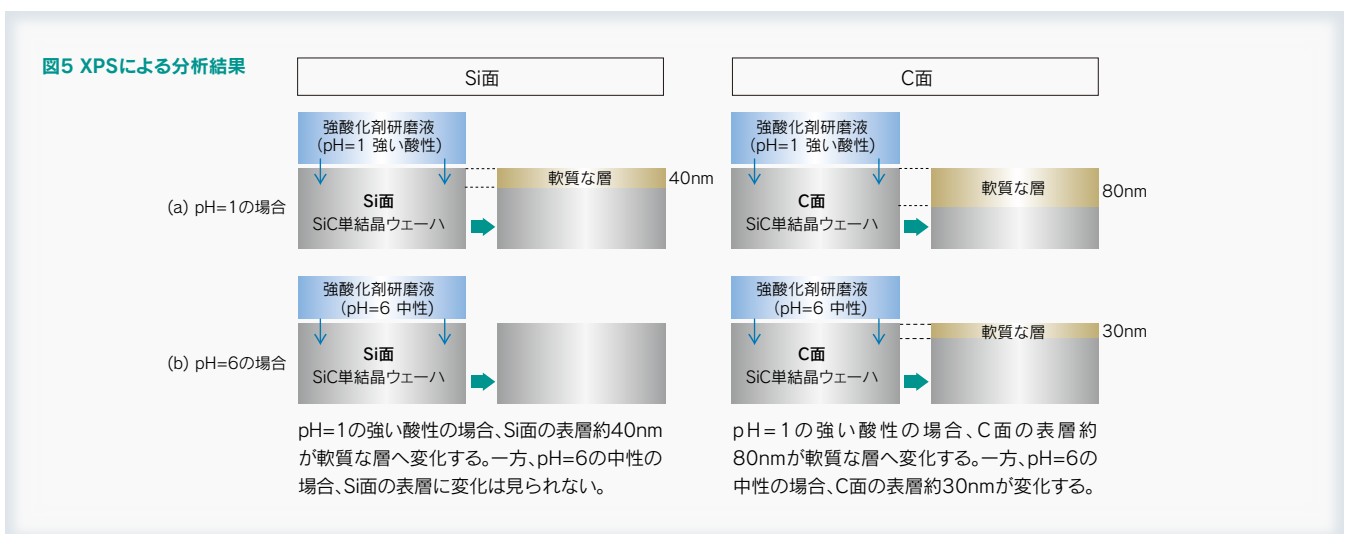 図5 XPSによる分析結果
Si面
C面
(a) pH=1の場合
強酸化剤研磨液
(pH=1 強い酸性)
Si面
SiC単結晶ウェーハ
軟質な層
40nm
強酸化剤研磨液
(pH=1 強い酸性)
C面
SiC単結晶ウェーハ
軟質な層
80nm
(b) pH=6の場合
強酸化剤研磨液
(pH=6 中性)
Si面
SiC単結晶ウェーハ
強酸化剤研磨液
(pH=6 中性)
C面
SiC単結晶ウェーハ
軟質な層
30nm
pH=1の強い酸性の場合、Si面の表層約40nm
が軟質な層へ変化する。一方、pH=6の中性の
場合、Si面の表層に変化は見られない。
pH=1の強い酸性の場合、C面の表層約
80nmが軟質な層へ変化する。一方、pH=6の
中性の場合、C面の表層約30nmが変化する。